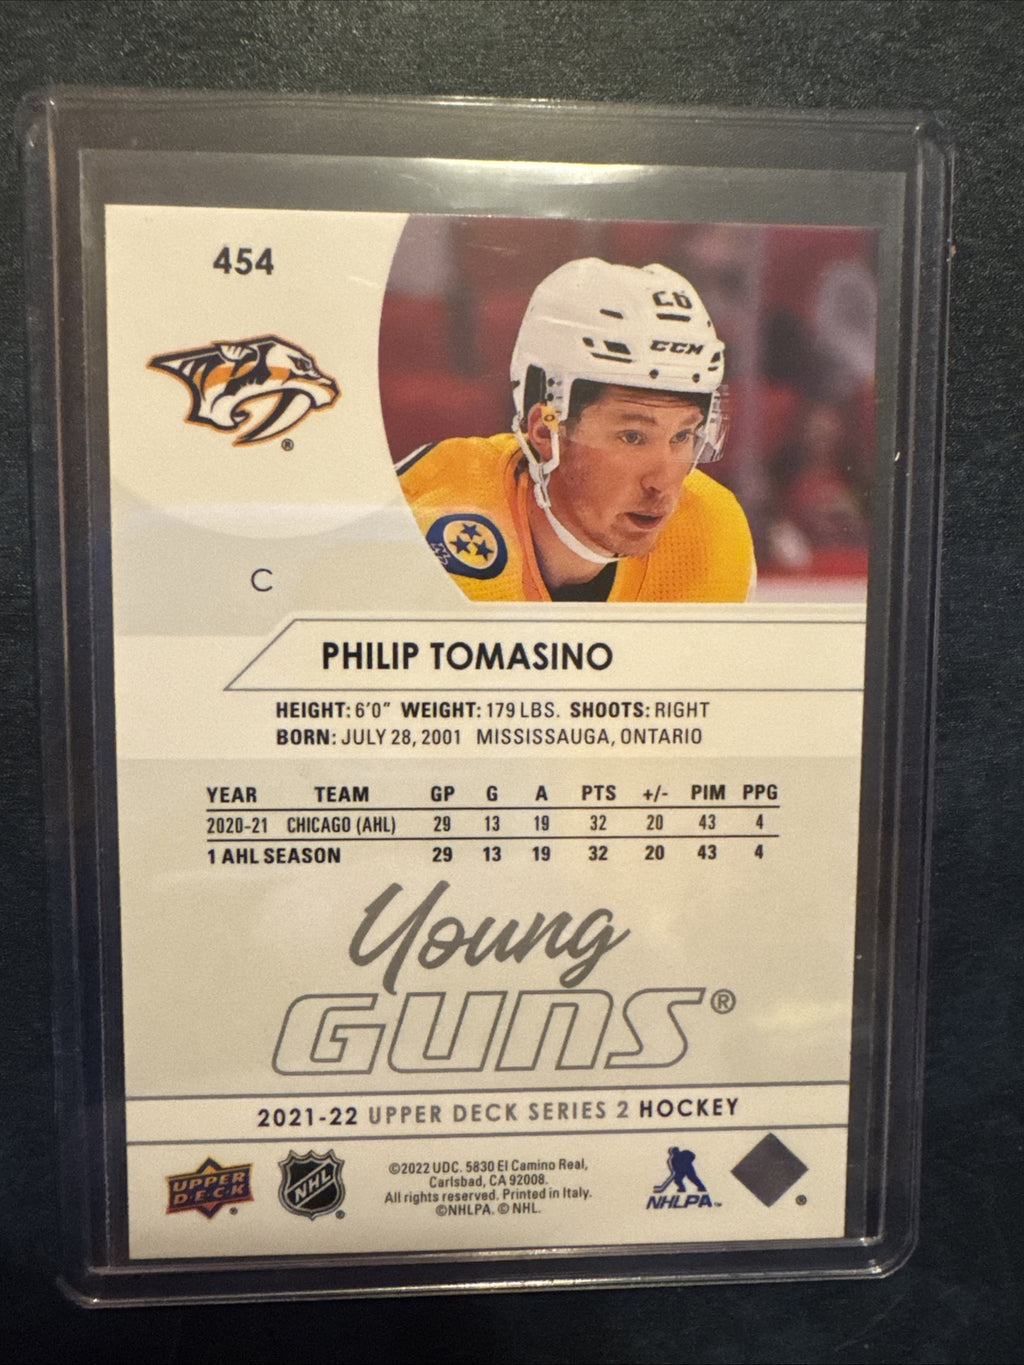 454
®
26
CCM
C
PHILIP TOMASINO
HEIGHT: 6'0" WEIGHT: 179 LBS. SHOOTS: RIGHT
BORN: JULY 28, 2001 MISSISSAUGA, ONTARIO
YEAR TEAM GP G A PTS +/- PIM PPG
2020-21 CHICAGO (AHL) 29 13 19 32 20 43 4
1 AHL SEASON 29 13 19 32 20 43 4
Young
GUNS®
2021-22 UPPER DECK SERIES 2 HOCKEY
UPPER
D·E·C·K®
NHL®
©2022 UDC. 5830 El Camino Real,
Carlsbad, CA 92008.
All rights reserved. Printed in Italy.
©NHLPA. © NHL.
NHLPA™
®